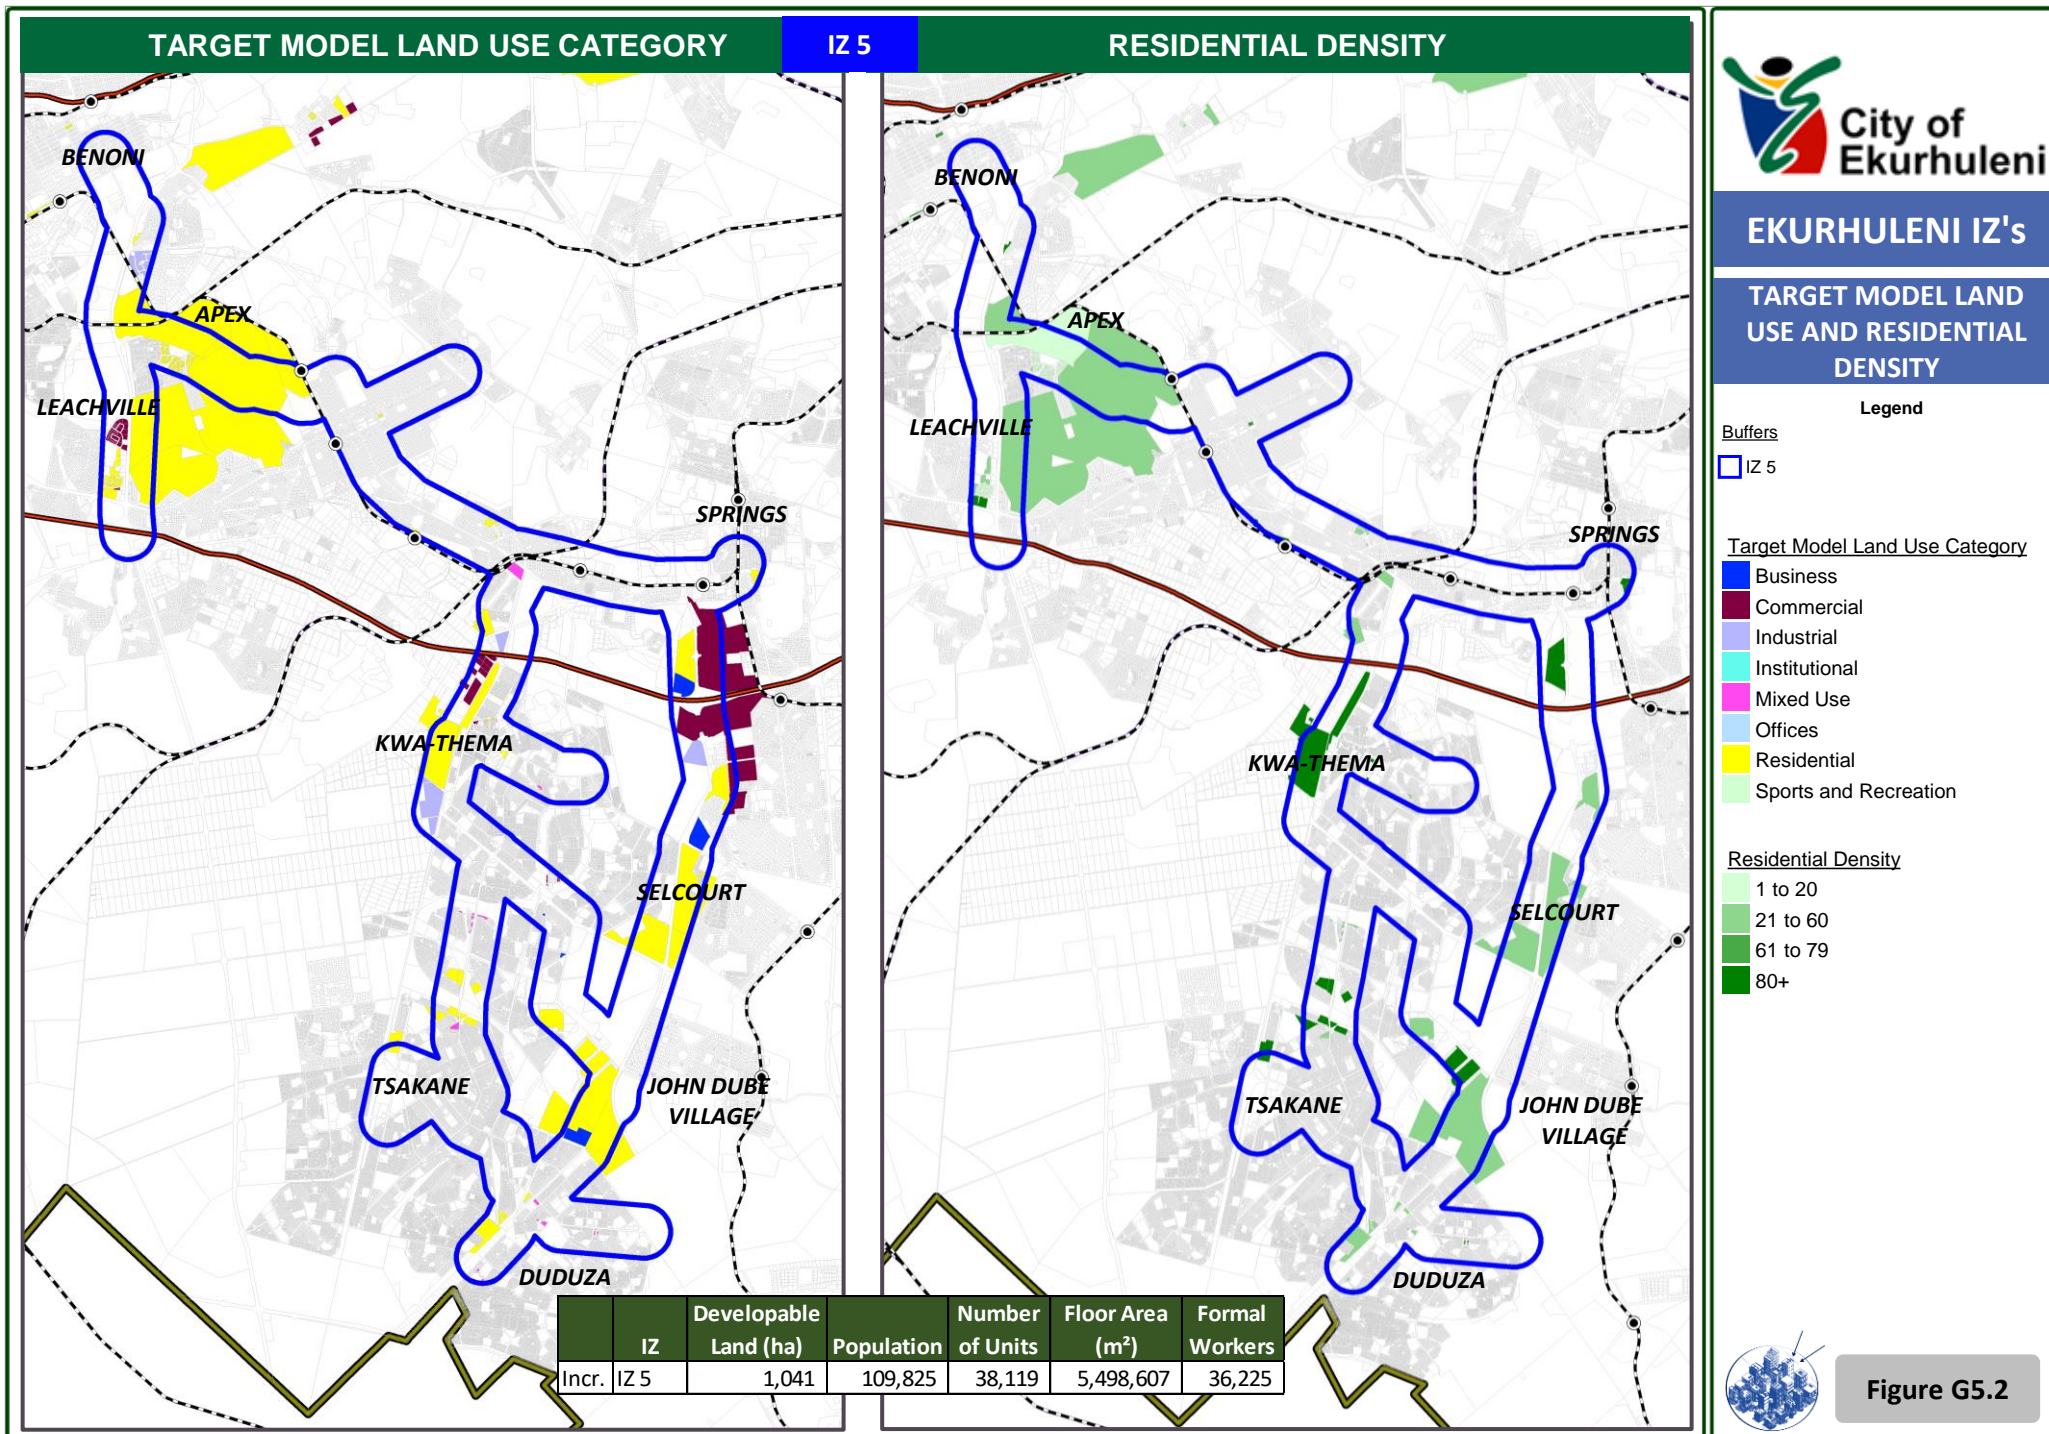 TARGET MODEL LAND USE CATEGORY
IZ 5
RESIDENTIAL DENSITY
BENONI
APEX
LEACHVILLE
SPRINGS
KWA-THEMA
SELCOURT
TSAKANE
JOHN DUBE
VILLAGE
DUDUZA
BENONI
APEX
LEACHVILLE
SPRINGS
KWA-THEMA
SELCOURT
TSAKANE
JOHN DUBE
VILLAGE
DUDUZA
IZ Developable Land (ha) Population Number of Units Floor Area (m²) Formal Workers
Incr. IZ 5 1,041 109,825 38,119 5,498,607 36,225
City of
Ekurhuleni
EKURHULENI IZ's
TARGET MODEL LAND
USE AND RESIDENTIAL
DENSITY
Legend
Buffers
IZ 5
Target Model Land Use Category
Business
Commercial
Industrial
Institutional
Mixed Use
Offices
Residential
Sports and Recreation
Residential Density
1 to 20
21 to 60
61 to 79
80+
Figure G5.2